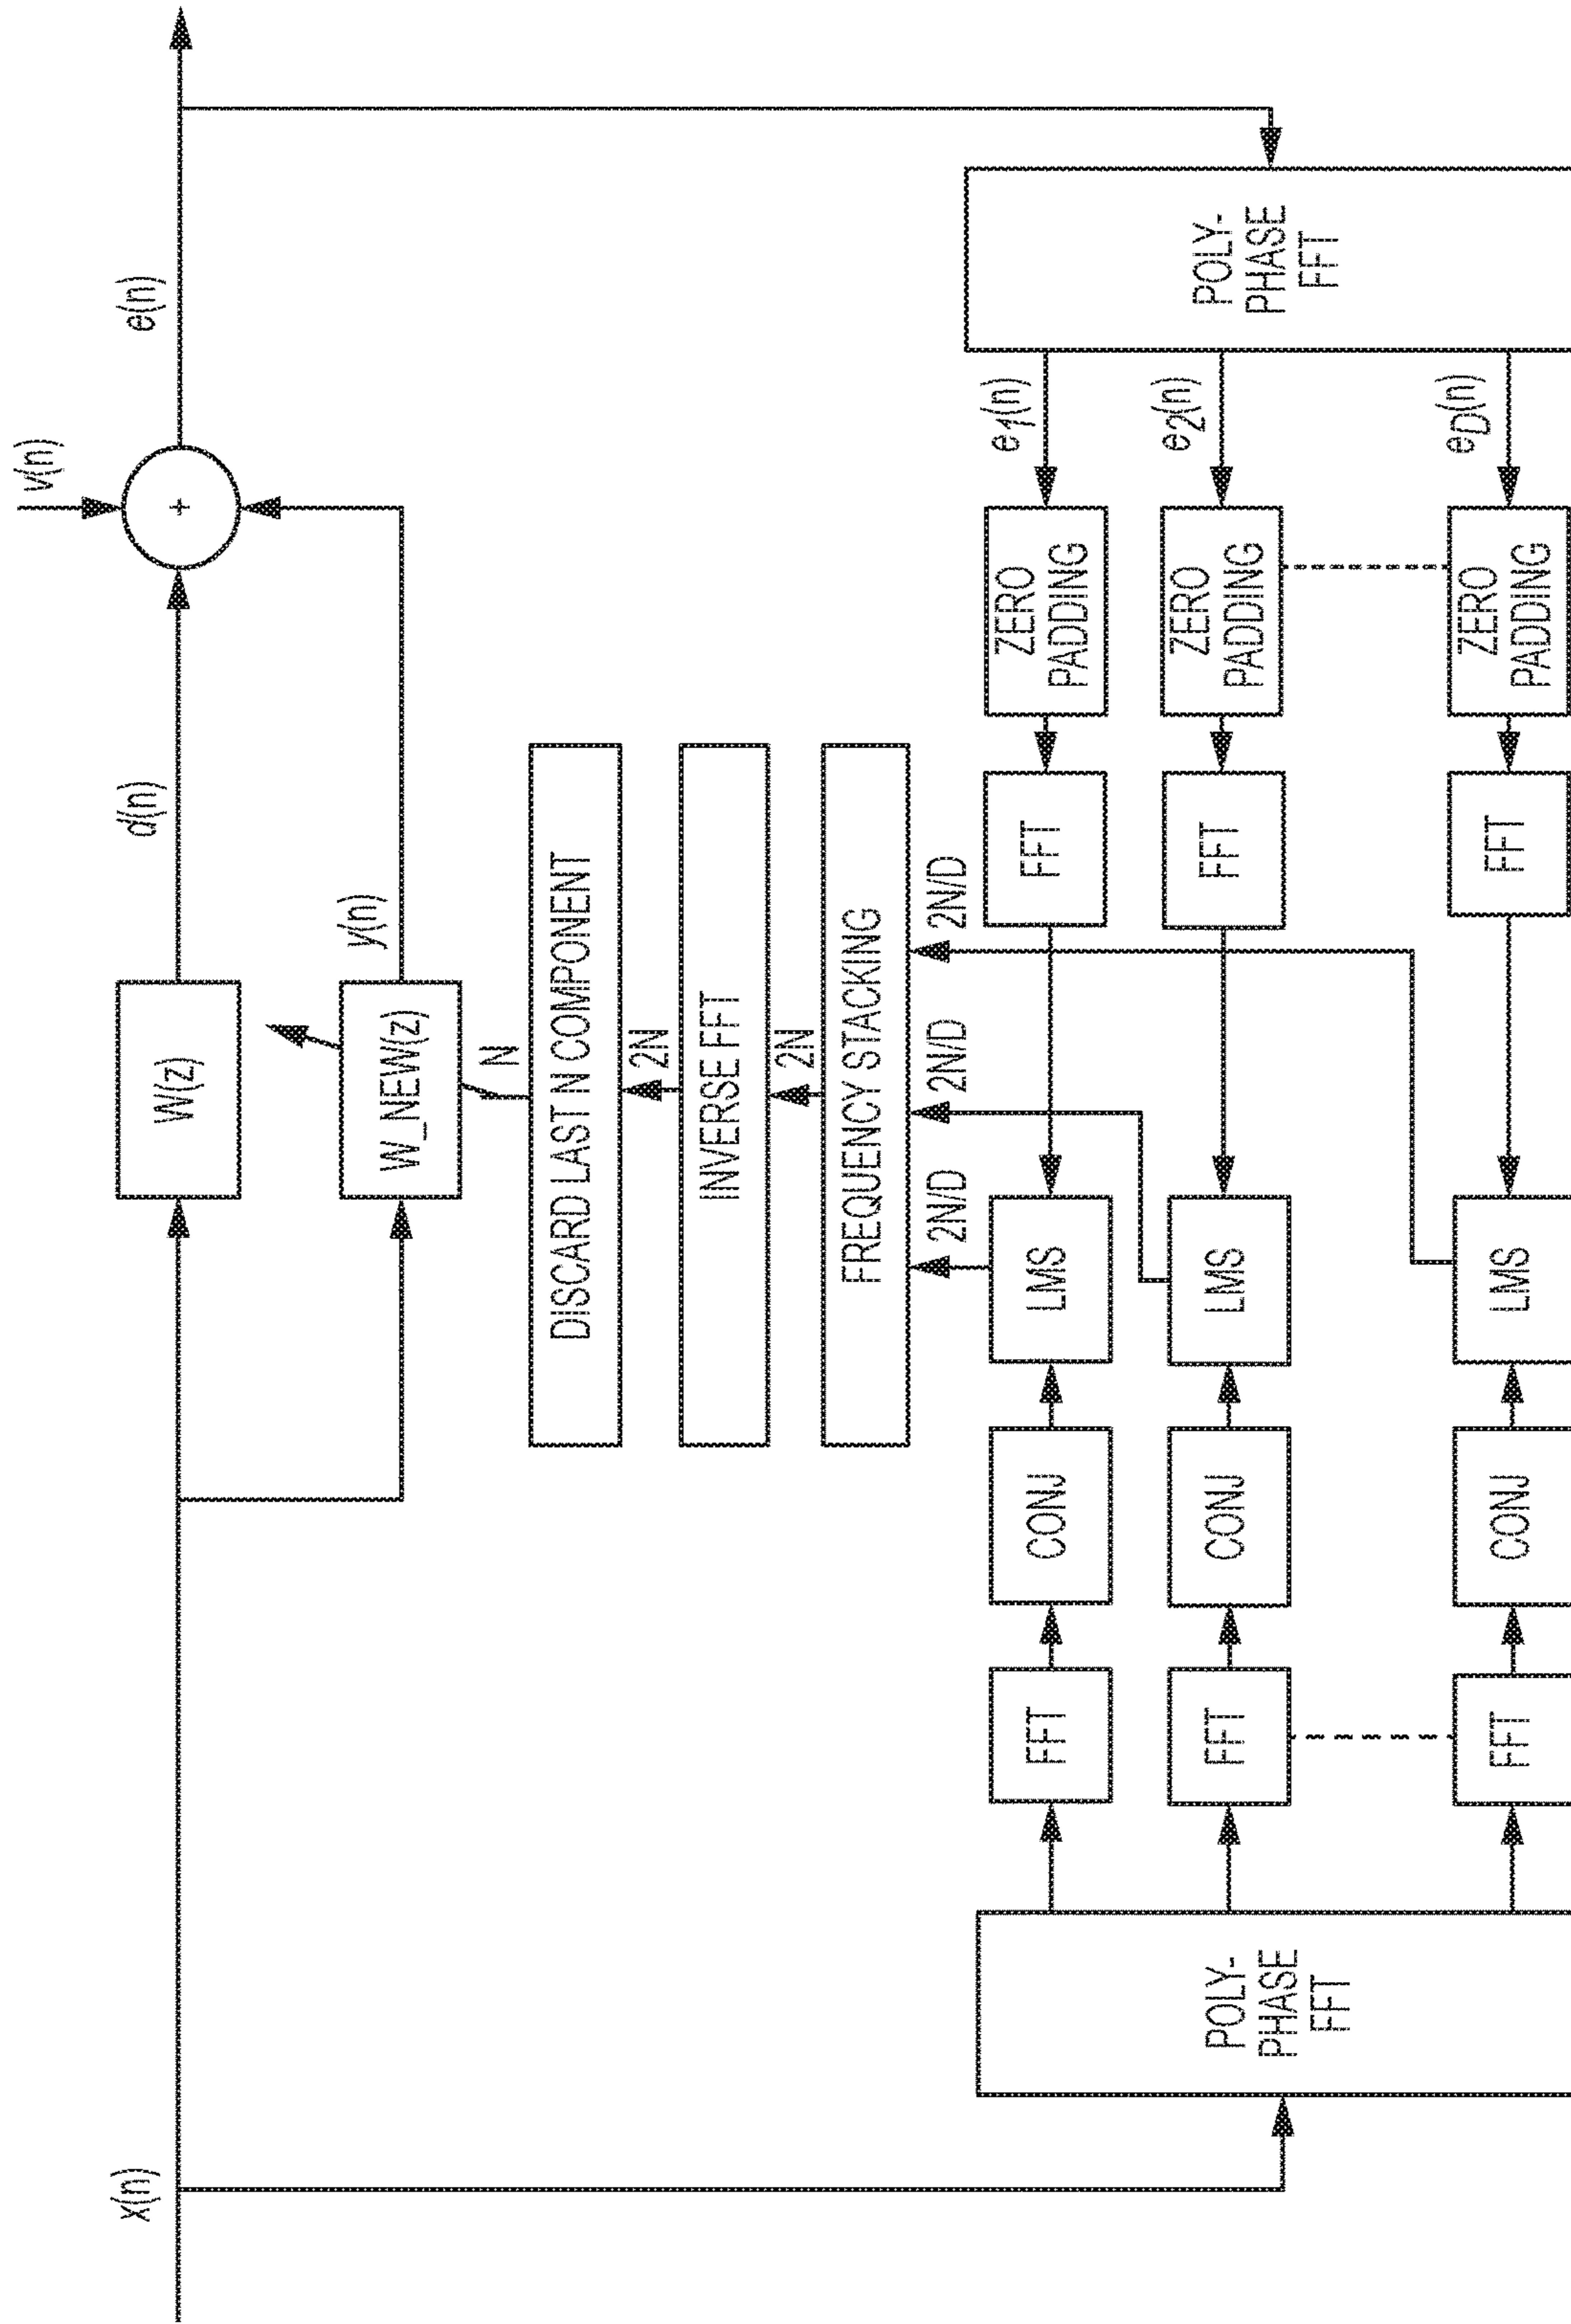 v(n)
x(n)
W(z)
d(n)
+
e(n)
W_NEW(z)
y(n)
N
DISCARD LAST N COMPONENT
2N
INVERSE FFT
2N
FREQUENCY STACKING
2N/D
2N/D
2N/D
POLY-
PHASE
FFT
FFT
CONJ
LMS
FFT
ZERO
PADDING
e1(n)
FFT
CONJ
LMS
FFT
ZERO
PADDING
e2(n)
FFT
CONJ
LMS
FFT
ZERO
PADDING
eD(n)
POLY-
PHASE
FFT